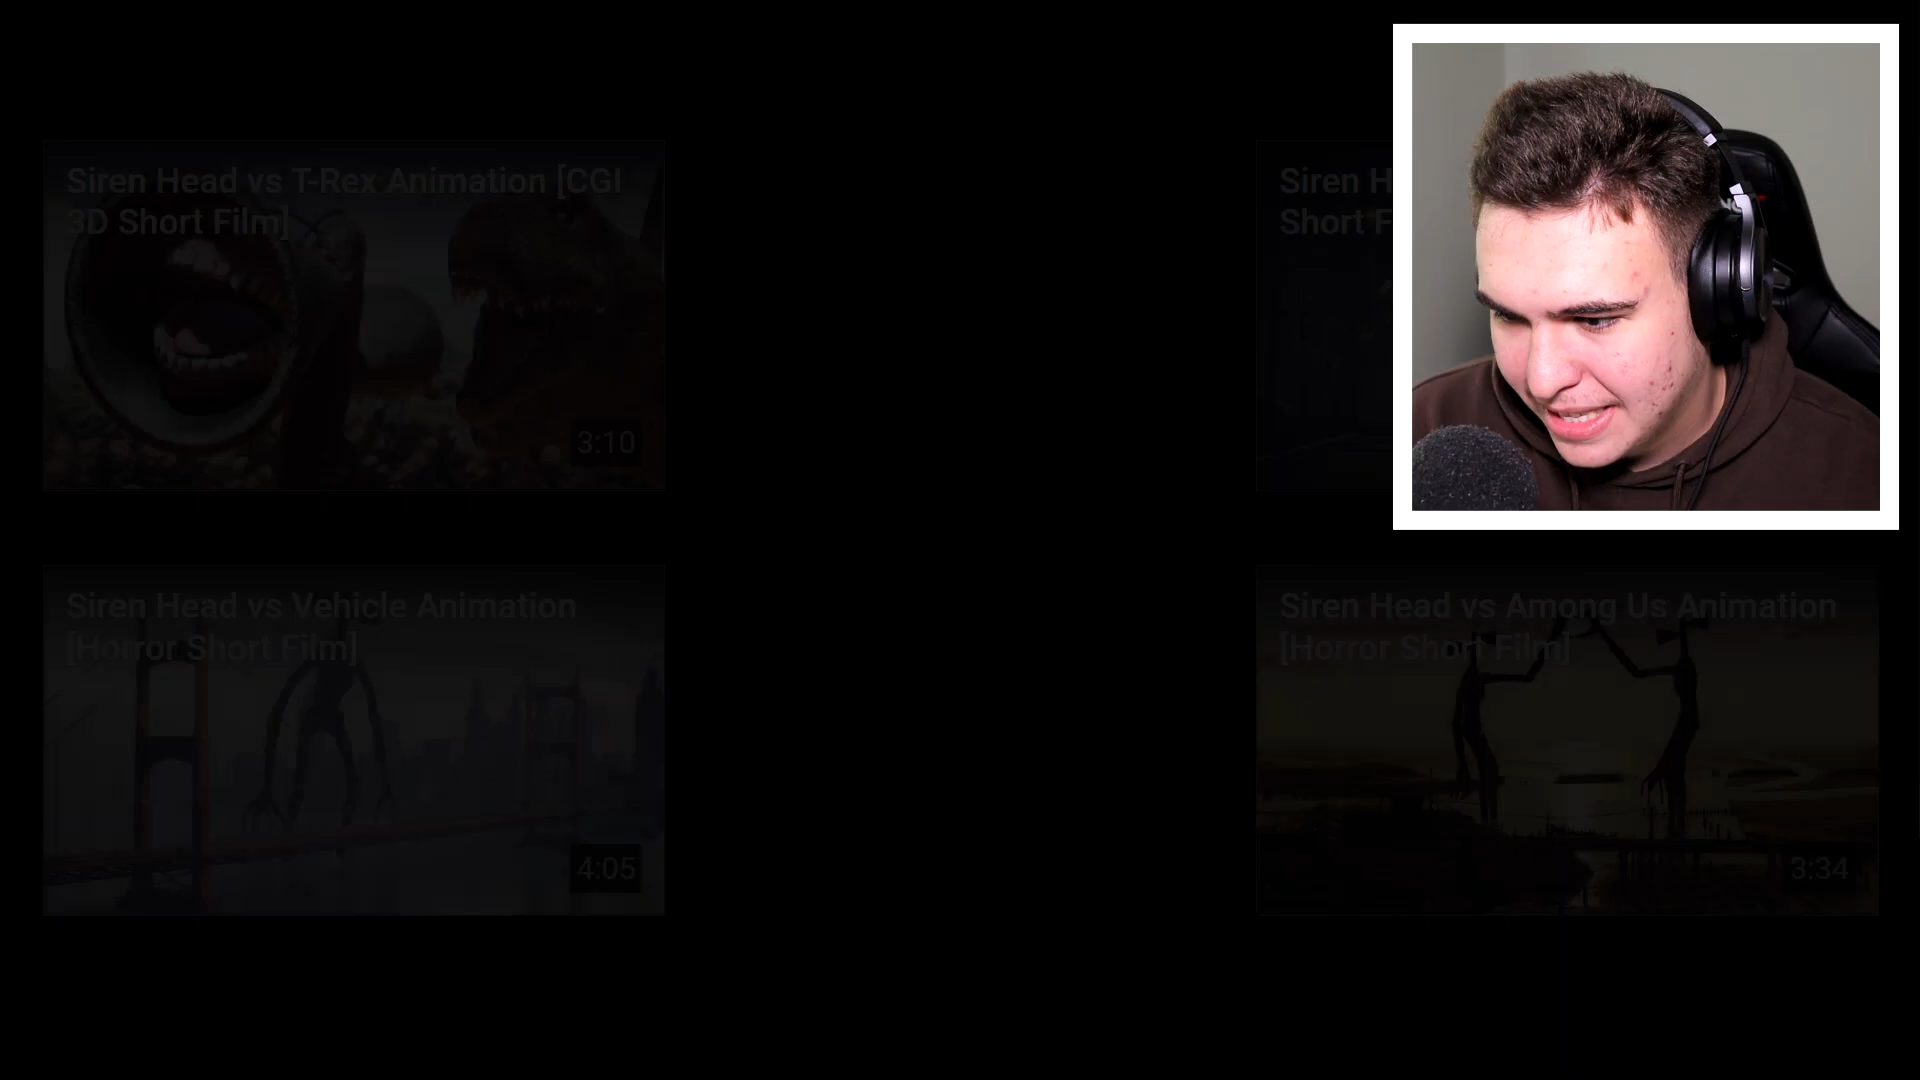 Siren Head vs T-Rex Animation [CGI
3D Short Film]
3:10
Siren H
Short F
Siren Head vs Vehicle Animation
[Horror Short Film]
4:05
Siren Head vs Among Us Animation
[Horror Short Film]
3:34